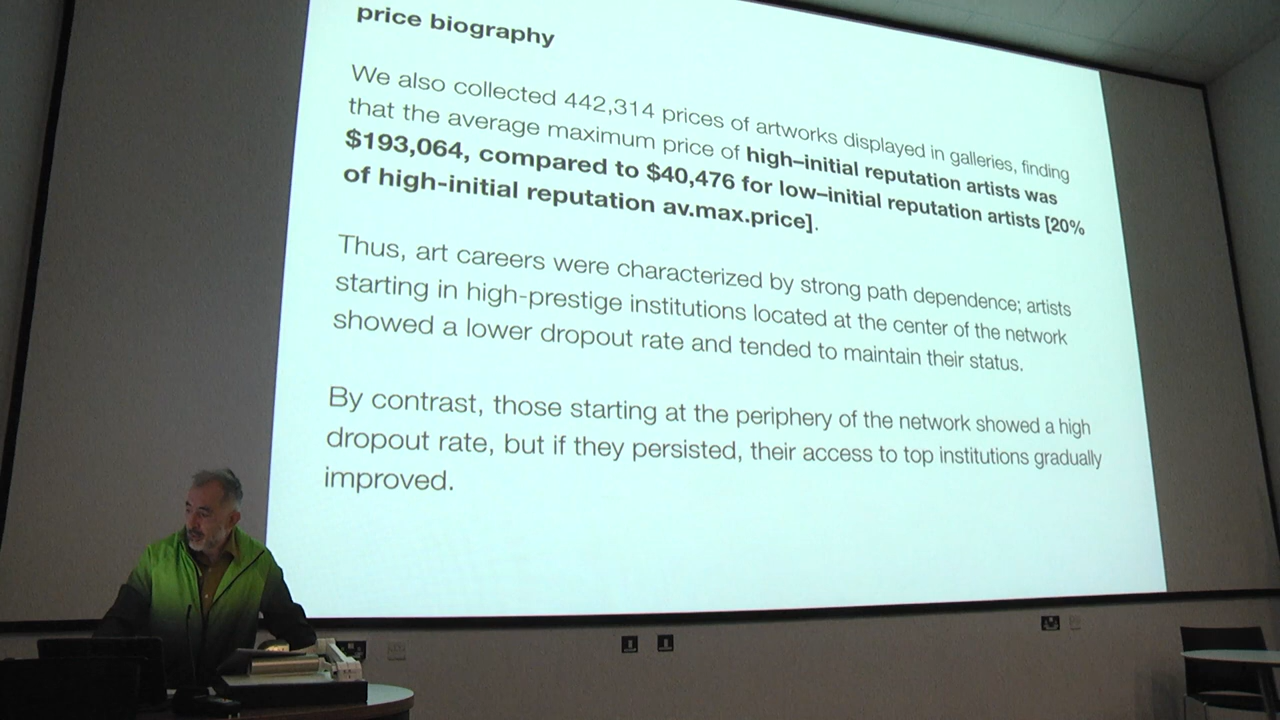 price biography
We also collected 442,314 prices of artworks displayed in galleries, finding
that the average maximum price of high–initial reputation artists was
$193,064, compared to $40,476 for low–initial reputation artists [20%
of high-initial reputation av.max.price].
Thus, art careers were characterized by strong path dependence; artists
starting in high-prestige institutions located at the center of the network
showed a lower dropout rate and tended to maintain their status.
By contrast, those starting at the periphery of the network showed a high
dropout rate, but if they persisted, their access to top institutions gradually
improved.